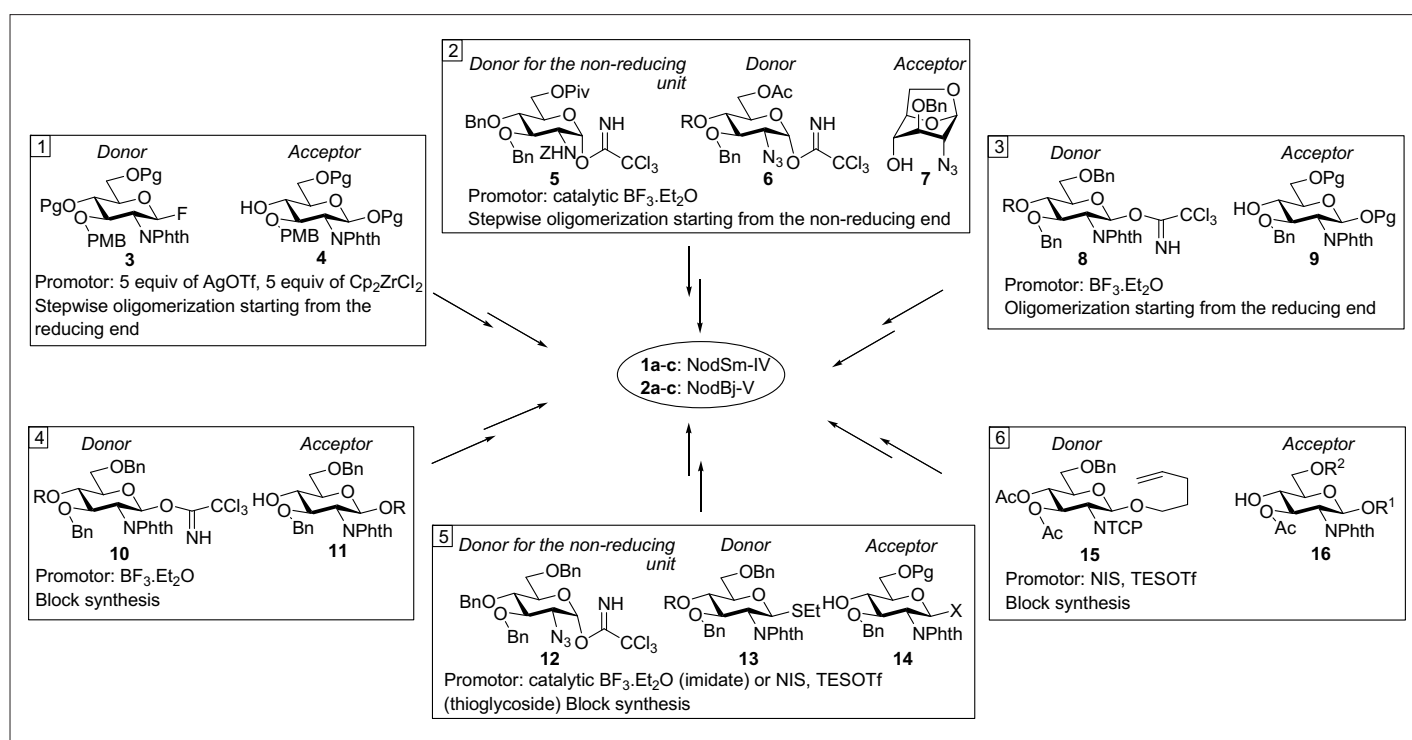 2
Donor for the non-reducing unit
Donor
Acceptor
OPiv
BnO
O
O
Bn
ZHN
O
NH
CCl3
5
OAc
RO
O
O
Bn
N3
O
NH
CCl3
6
O
OBn
O
OH
N3
7
Promotor: catalytic BF3.Et2O
Stepwise oligomerization starting from the non-reducing end
1
Donor
Acceptor
OPg
PgO
O
F
O
PMB
NPhth
3
OPg
HO
O
OPg
O
PMB
NPhth
4
Promotor: 5 equiv of AgOTf, 5 equiv of Cp2ZrCl2
Stepwise oligomerization starting from the
reducing end
3
Donor
Acceptor
OBn
RO
O
O
CCl3
O
Bn
NPhth
NH
8
OPg
HO
O
OPg
O
Bn
NPhth
9
Promotor: BF3.Et2O
Oligomerization starting from the reducing end
1a-c: NodSm-IV
2a-c: NodBj-V
4
Donor
Acceptor
OBn
RO
O
O
CCl3
O
Bn
NPhth
NH
10
OBn
HO
O
OR
O
Bn
NPhth
11
Promotor: BF3.Et2O
Block synthesis
5
Donor for the non-reducing
unit
Donor
Acceptor
OBn
BnO
O
O
Bn
N3
O
NH
CCl3
12
OBn
RO
O
SEt
O
Bn
NPhth
13
OPg
HO
O
X
O
Bn
NPhth
14
Promotor: catalytic BF3.Et2O (imidate) or NIS, TESOTf
(thioglycoside) Block synthesis
6
Donor
Acceptor
OBn
AcO
O
O
O
Ac
NTCP
15
OR2
HO
O
OR1
O
Ac
NPhth
16
Promotor: NIS, TESOTf
Block synthesis